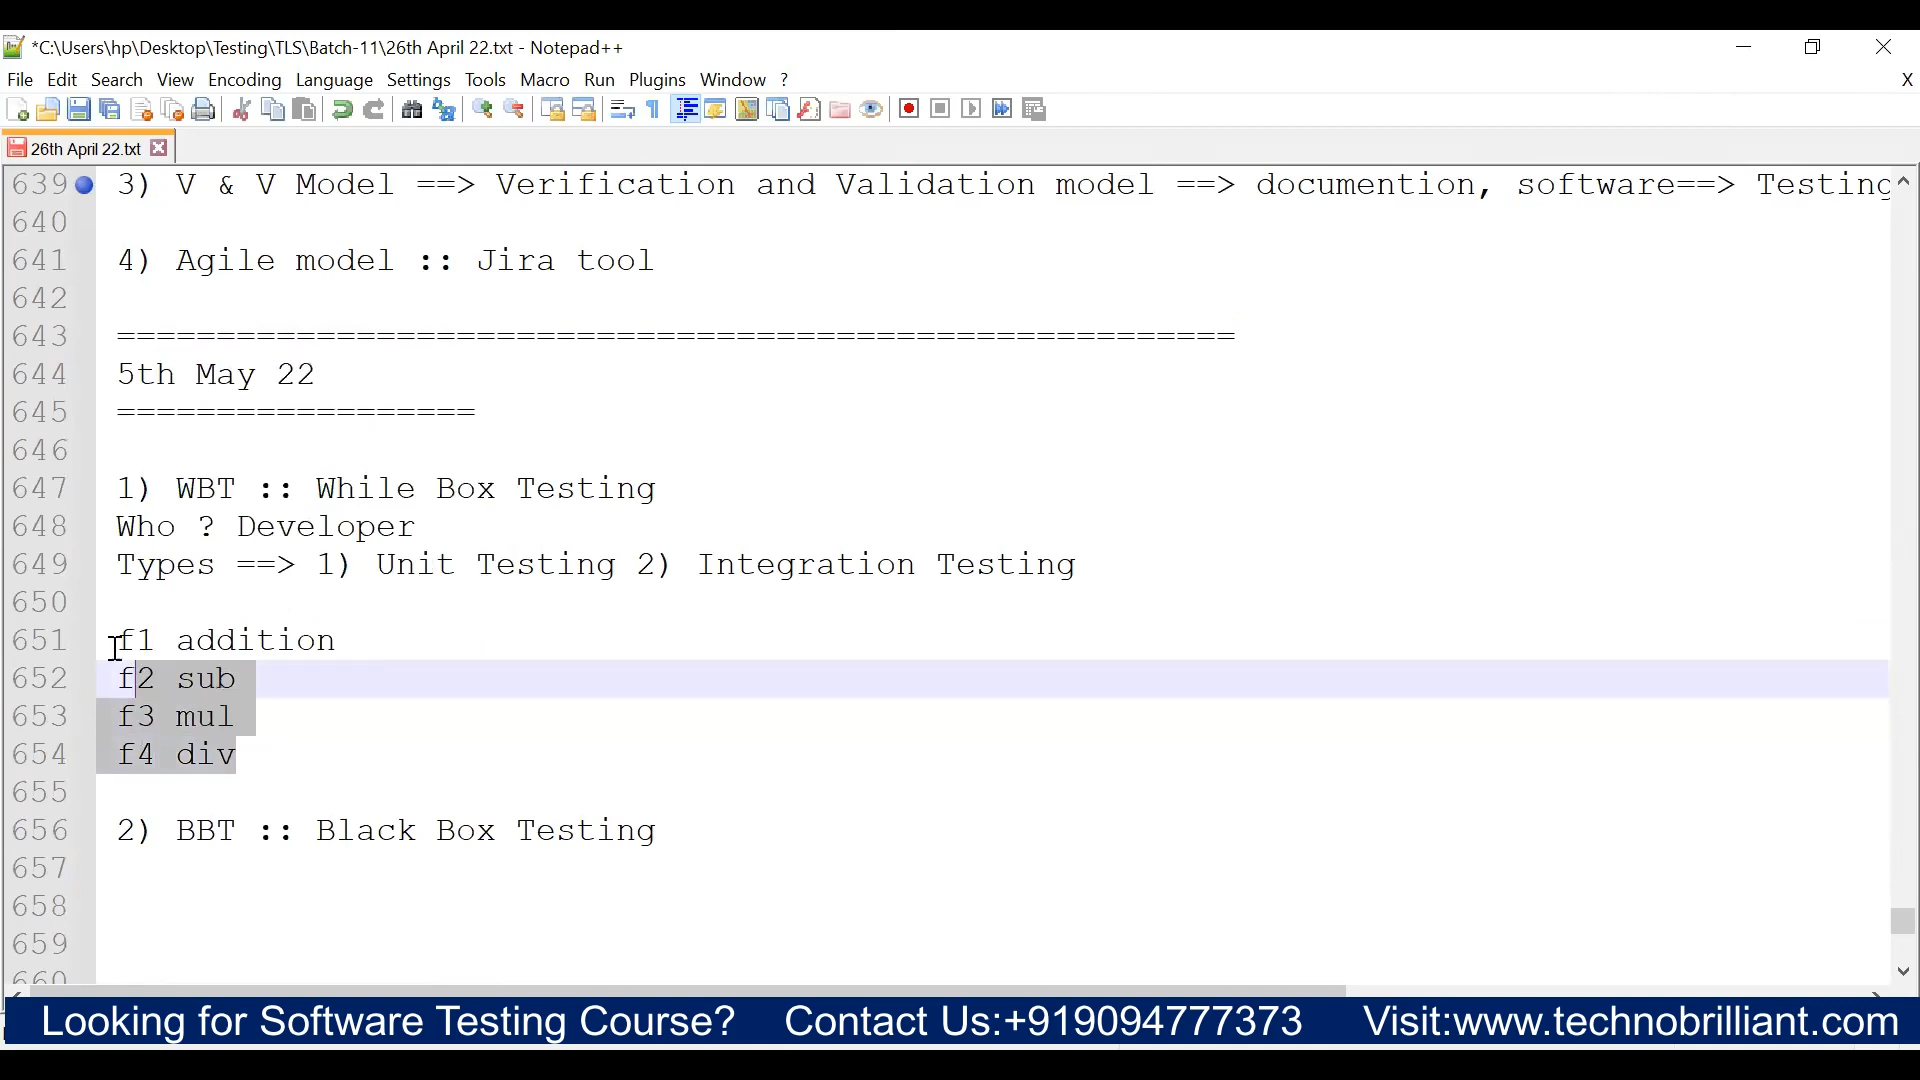 *C:\Users\hp\Desktop\Testing\TLS\Batch-11\26th April 22.txt - Notepad++
File Edit Search View Encoding Language Settings Tools Macro Run Plugins Window ? X
26th April 22.txt
639 3) V & V Model ==> Verification and Validation model ==> documention, software==> Testing
640
641 4) Agile model :: Jira tool
642
643 ========================================================
644 5th May 22
645 ==================
646
647 1) WBT :: While Box Testing
648 Who ? Developer
649 Types ==> 1) Unit Testing 2) Integration Testing
650
651 f1 addition
652 f2 sub
653 f3 mul
654 f4 div
655
656 2) BBT :: Black Box Testing
657
658
659
660
Looking for Software Testing Course? Contact Us:+919094777373 Visit:www.technobrilliant.com